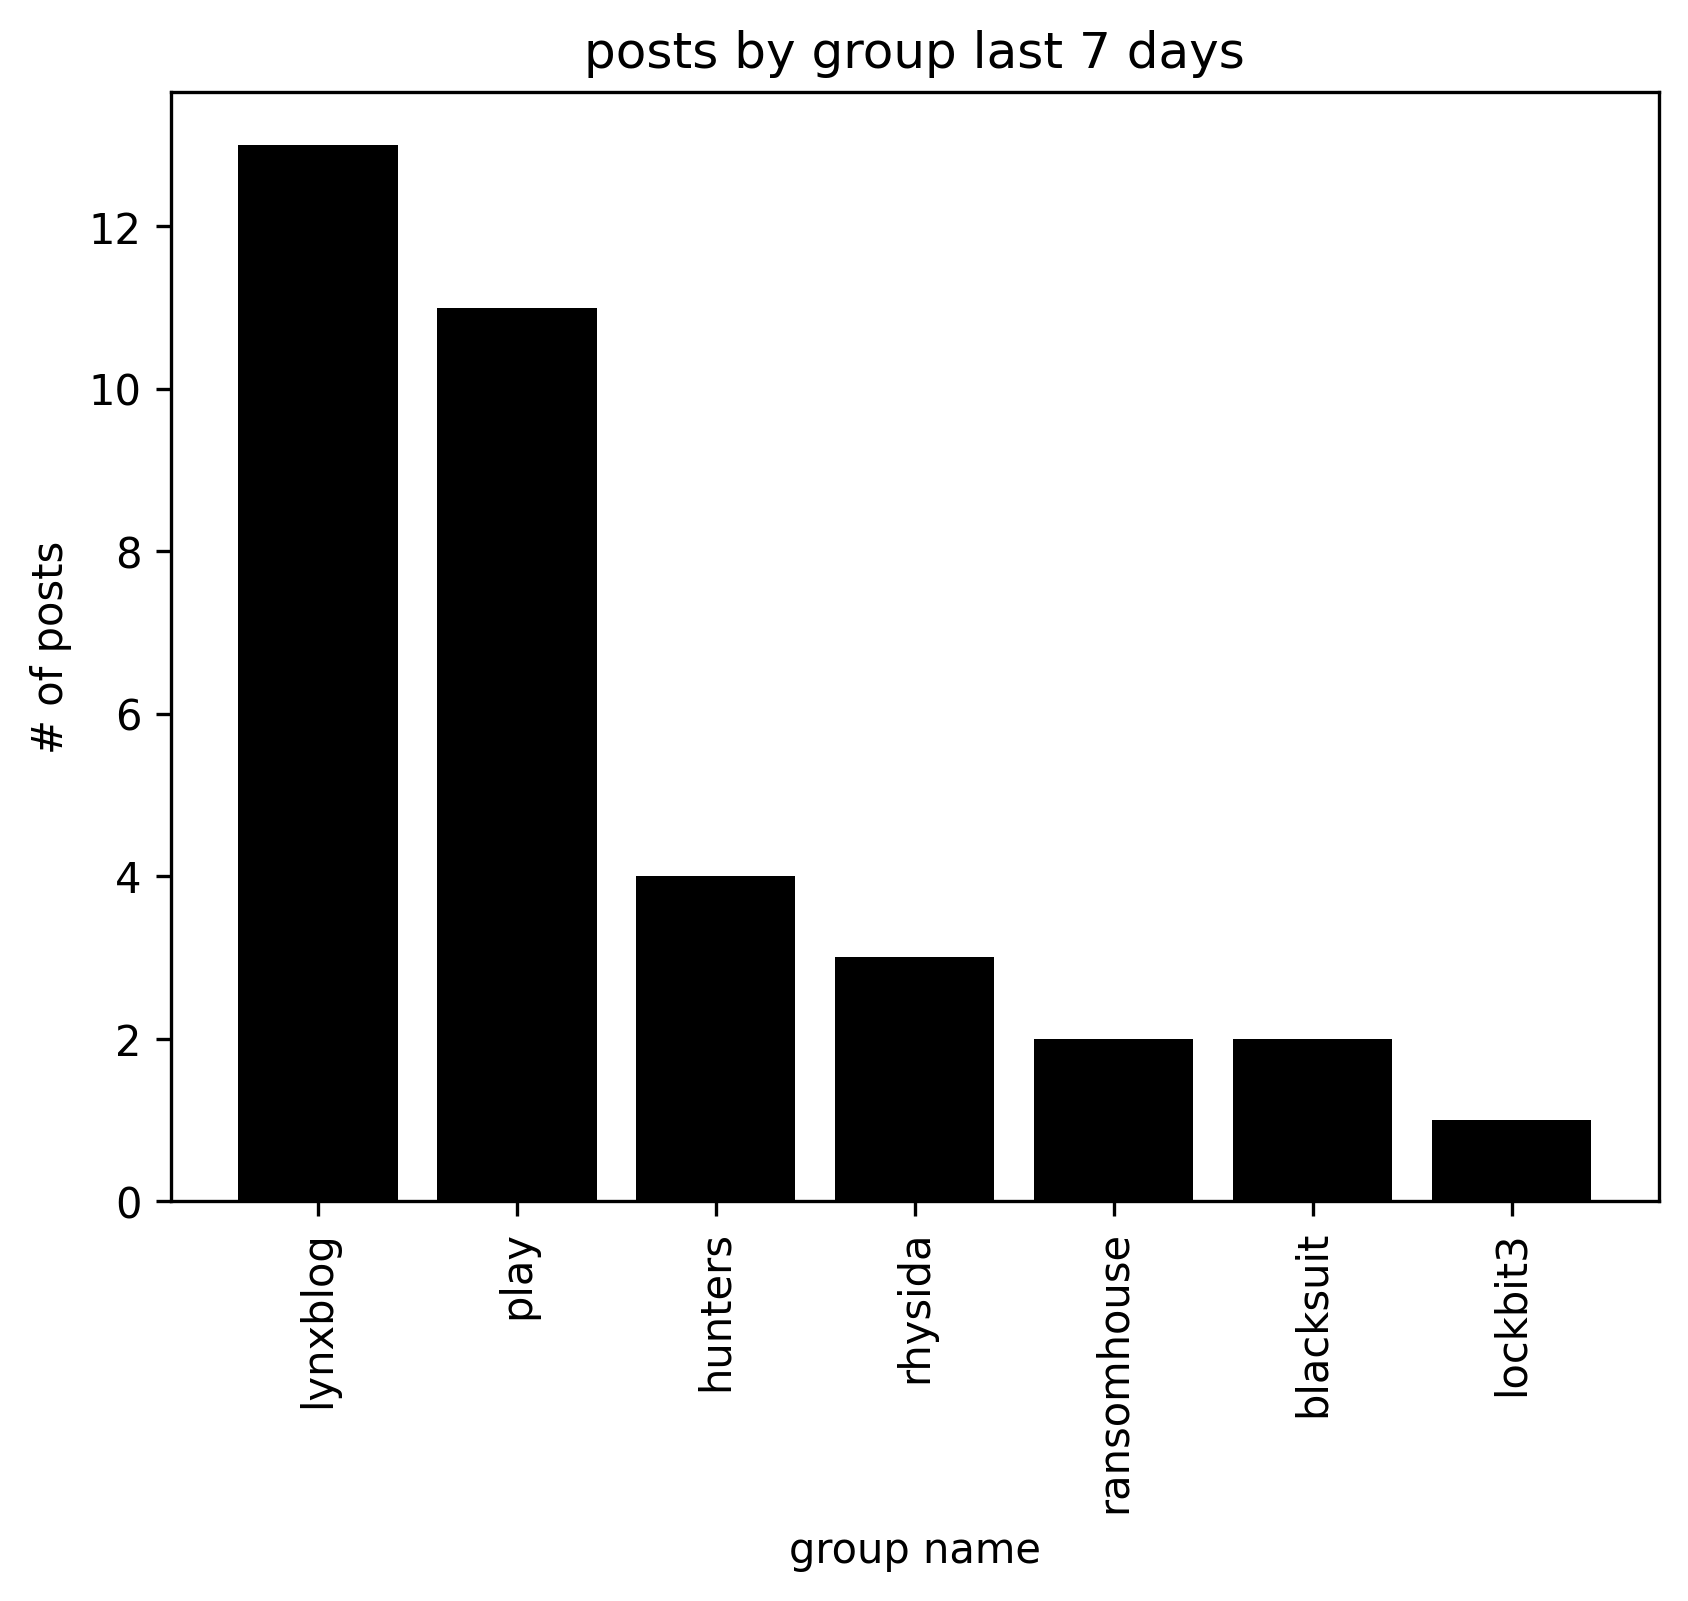 posts by group last 7 days
# of posts
12
10
8
6
4
2
0
lynxblog
play
hunters
rhysida
ransomhouse
blacksuit
lockbit3
group name